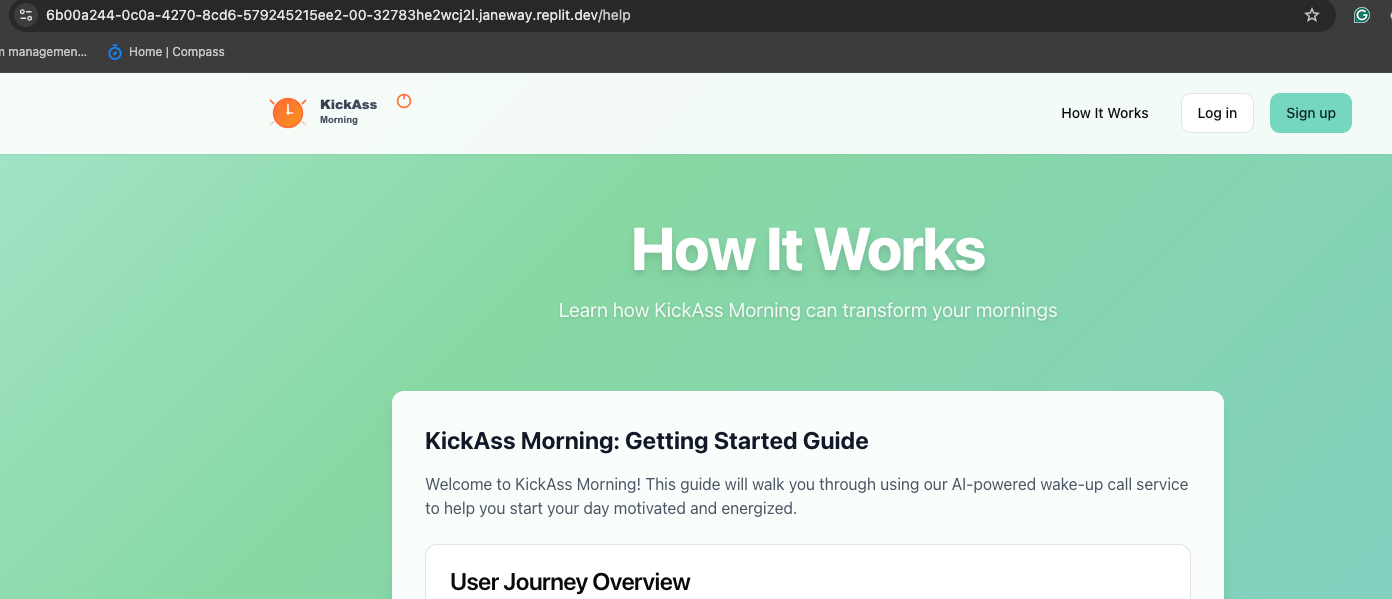 6b00a244-0c0a-4270-8cd6-579245215ee2-00-32783he2wcj2l.janeway.replit.dev/help
managemen...
Home | Compass
KickAss
Morning
How It Works
Log in
Sign up
How It Works
Learn how KickAss Morning can transform your mornings
KickAss Morning: Getting Started Guide
Welcome to KickAss Morning! This guide will walk you through using our AI-powered wake-up call service
to help you start your day motivated and energized.
User Journey Overview